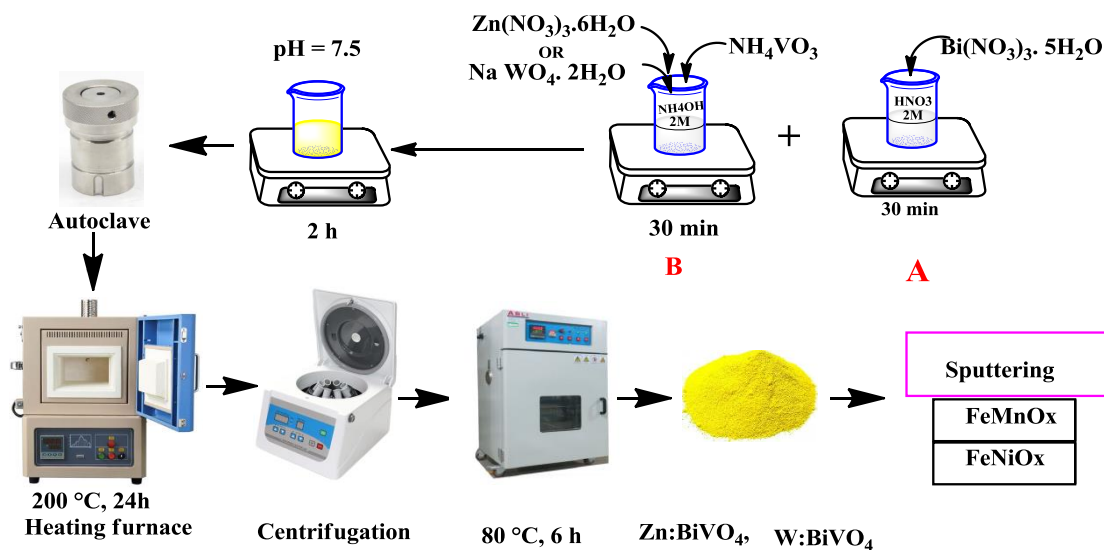 Zn(NO₃)₃.6H₂O
OR
Na WO₄. 2H₂O
NH₄VO₃
Bi(NO₃)₃. 5H₂O
pH = 7.5
NH4OH
2M
HNO3
2M
+
Autoclave
2 h
30 min
30 min
B
A
ASLI
Sputtering
FeMnOx
FeNiOx
200 °C, 24h
Heating furnace
Centrifugation
80 °C, 6 h
Zn:BiVO₄,
W:BiVO₄